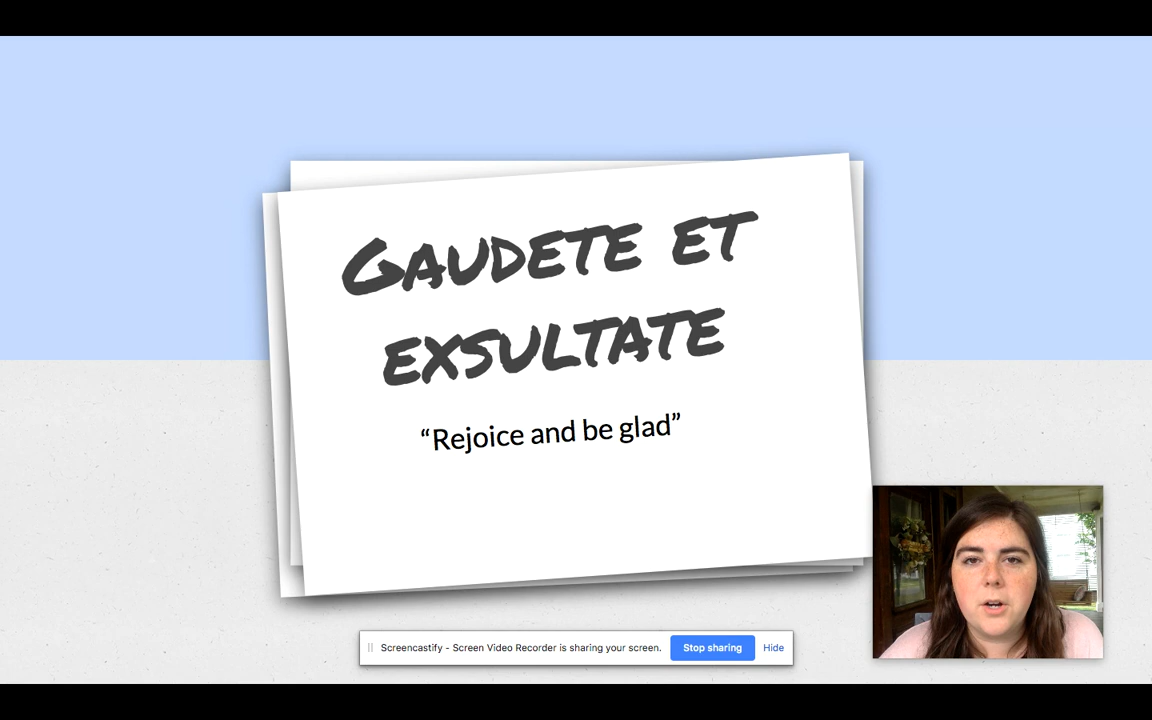 GAUDETE ET
EXSULTATE
“Rejoice and be glad”
Screencastify - Screen Video Recorder is sharing your screen. Stop sharing Hide